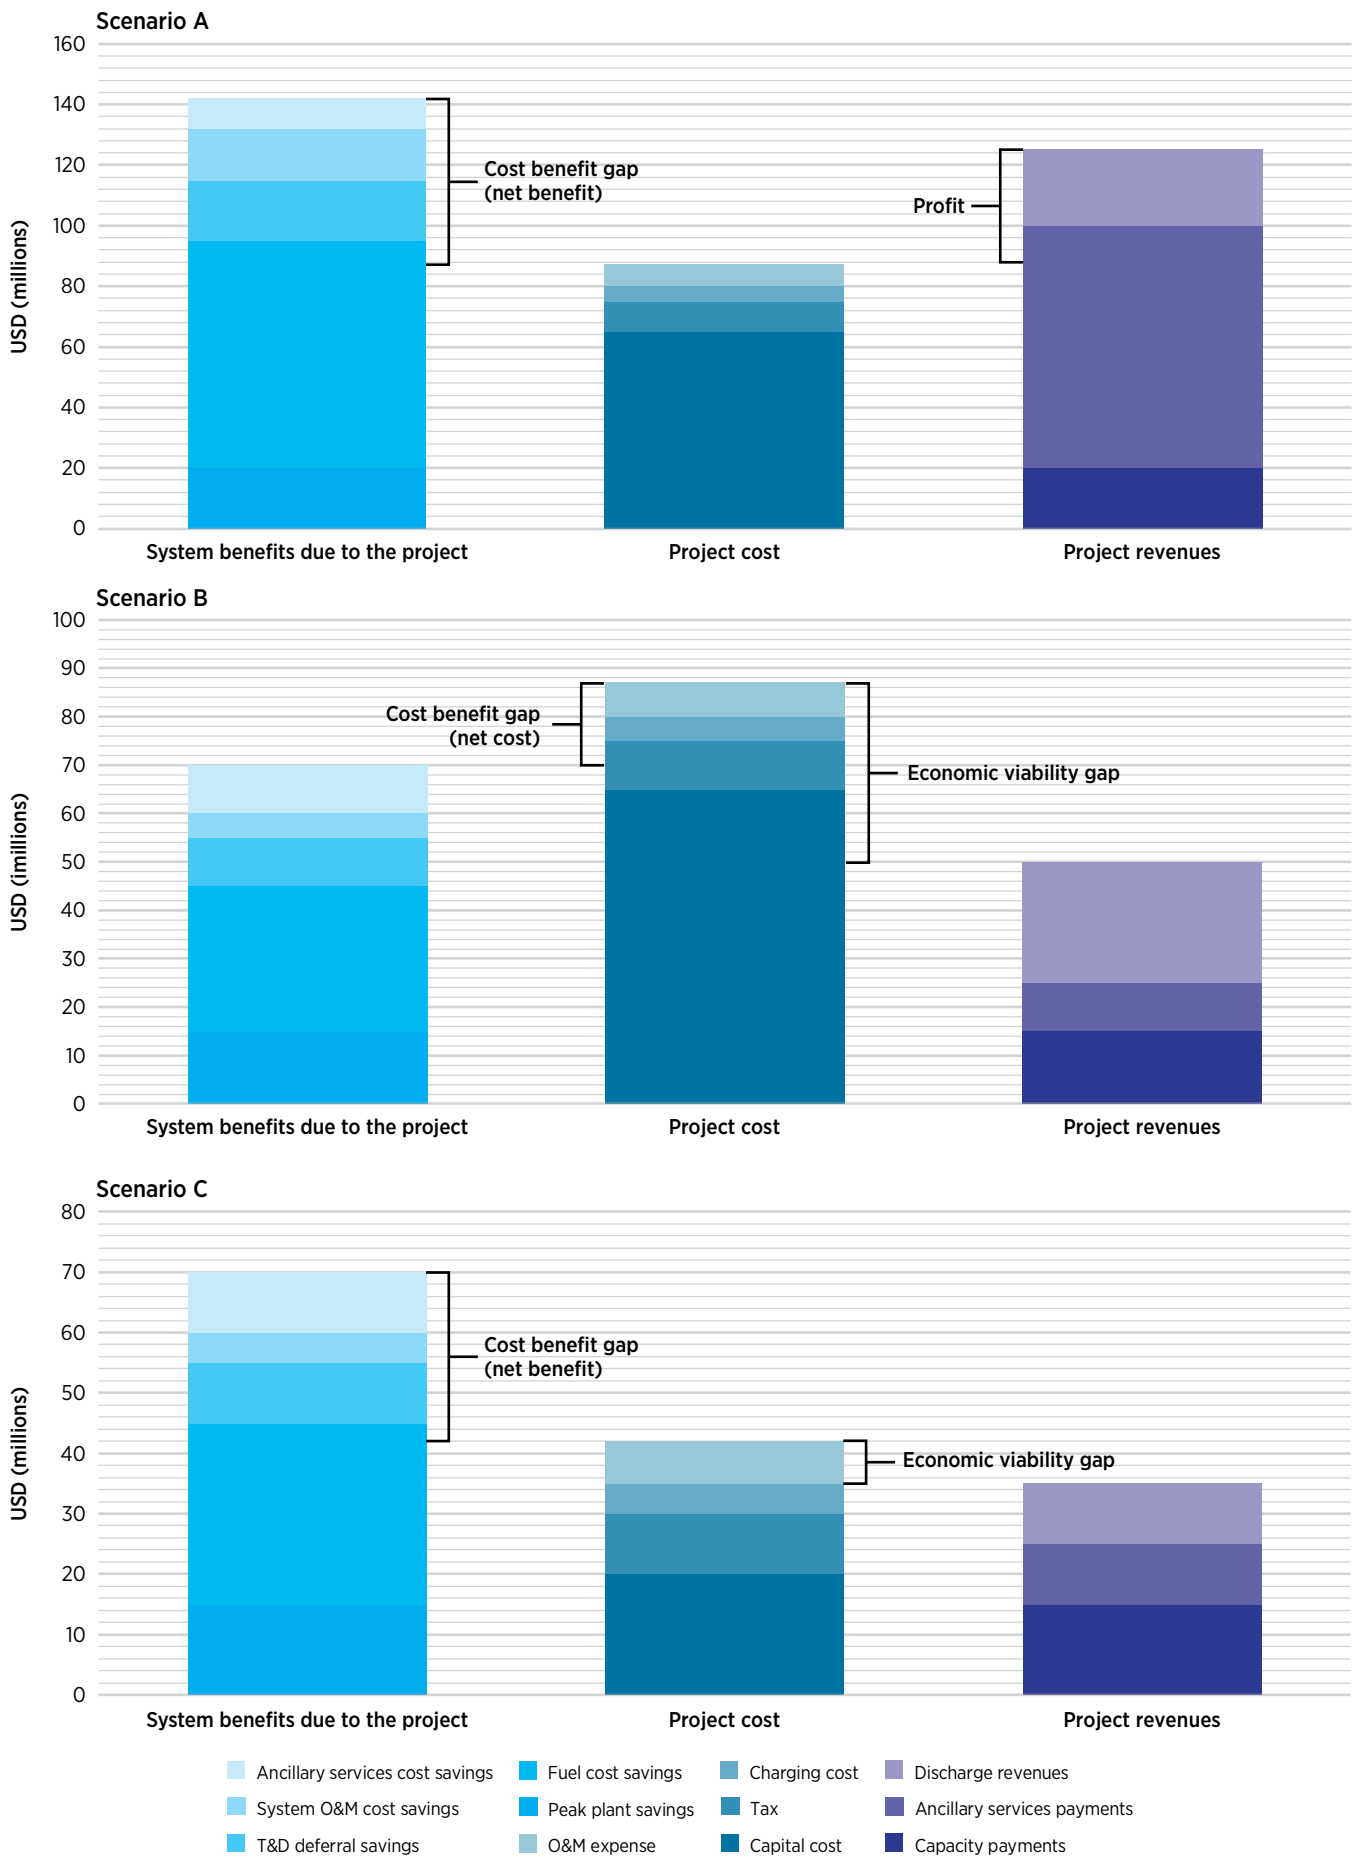 Scenario A
160
140
120
100
80
60
40
20
0
USD (millions)
Cost benefit gap
(net benefit)
Profit
System benefits due to the project
Project cost
Project revenues
Scenario B
100
90
80
70
60
50
40
30
20
10
0
USD (imillions)
Cost benefit gap
(net cost)
Economic viability gap
System benefits due to the project
Project cost
Project revenues
Scenario C
80
70
60
50
40
30
20
10
0
USD (millions)
Cost benefit gap
(net benefit)
Economic viability gap
System benefits due to the project
Project cost
Project revenues
Ancillary services cost savings
Fuel cost savings
Charging cost
Discharge revenues
System O&M cost savings
Peak plant savings
Tax
Ancillary services payments
T&D deferral savings
O&M expense
Capital cost
Capacity payments